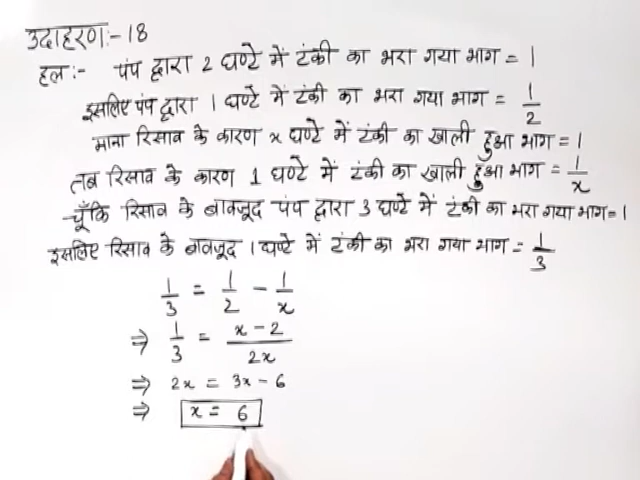 उदाहरण:-18
हल:- पंप द्वारा 2 घण्टे में टंकी का भरा गया भाग = 1
इसलिए पंप द्वारा 1 घण्टे में टंकी का भरा गया भाग = 1/2
माना रिसाव के कारण x घण्टे में टंकी का खाली हुआ भाग = 1
तब रिसाव के कारण 1 घण्टे में टंकी का खाली हुआ भाग = 1/x
चूँकि रिसाव के बावजूद पंप द्वारा 3 घण्टे में टंकी का भरा गया भाग = 1
इसलिए रिसाव के बावजूद 1 घण्टे में टंकी का भरा गया भाग = 1/3
1/3 = 1/2 - 1/x
⇒ 1/3 = (x-2)/2x
⇒ 2x = 3x - 6
⇒ x = 6